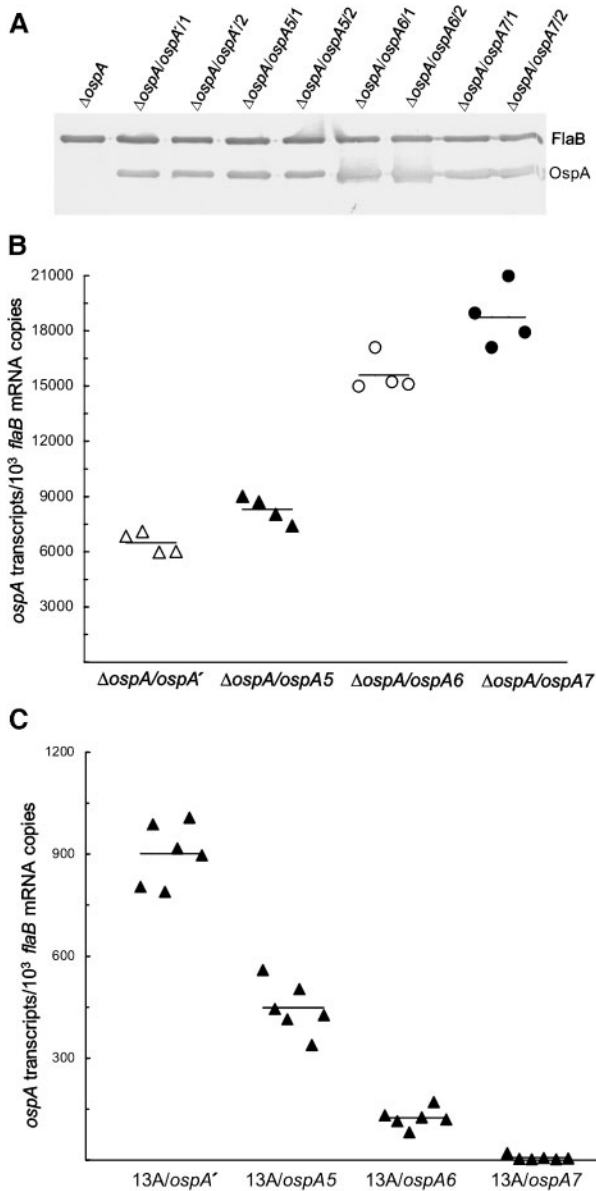 A
ΔospA
ΔospA/ospA′/1
ΔospA/ospA′/2
ΔospA/ospA5/1
ΔospA/ospA5/2
ΔospA/ospA6/1
ΔospA/ospA6/2
ΔospA/ospA7/1
ΔospA/ospA7/2
FlaB
OspA
B
ospA transcripts/10³ flaB mRNA copies
21000
18000
15000
12000
9000
6000
3000
ΔospA/ospA′ ΔospA/ospA5 ΔospA/ospA6 ΔospA/ospA7
C
ospA transcripts/10³ flaB mRNA copies
1200
900
600
300
13A/ospA′ 13A/ospA5 13A/ospA6 13A/ospA7